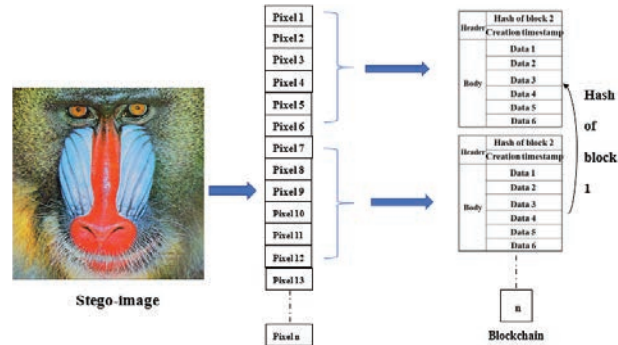 Stego-image
Pixel 1
Pixel 2
Pixel 3
Pixel 4
Pixel 5
Pixel 6
Pixel 7
Pixel 8
Pixel 9
Pixel 10
Pixel 11
Pixel 12
Pixel 13
Pixel n
Header
Hash of block 2
Creation timestamp
Body
Data 1
Data 2
Data 3
Data 4
Data 5
Data 6
Header
Hash of block 2
Creation timestamp
Body
Data 1
Data 2
Data 3
Data 4
Data 5
Data 6
n
Blockchain
Hash
of
block
1